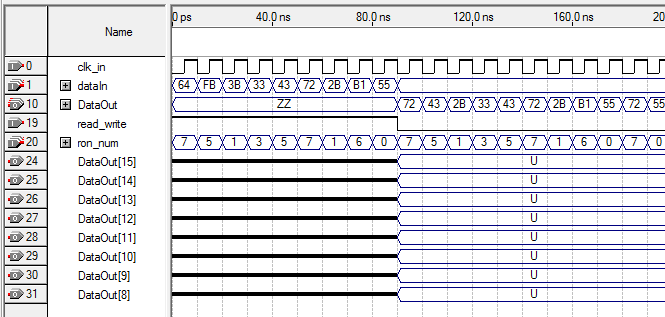 Name
0 ps 40.0 ns 80.0 ns 120.0 ns 160.0 ns 20
0 clk_in
1 dataIn 64 FB 3B 33 43 72 2B B1 55
10 DataOut ZZ 72 43 2B 33 43 72 2B B1 55 72 55
19 read_write
20 ron_num 7 5 1 3 5 7 1 6 0 7 5 1 3 5 7 1 6 0 7 0
24 DataOut[15] U
25 DataOut[14] U
26 DataOut[13] U
27 DataOut[12] U
28 DataOut[11] U
29 DataOut[10] U
30 DataOut[9] U
31 DataOut[8] U